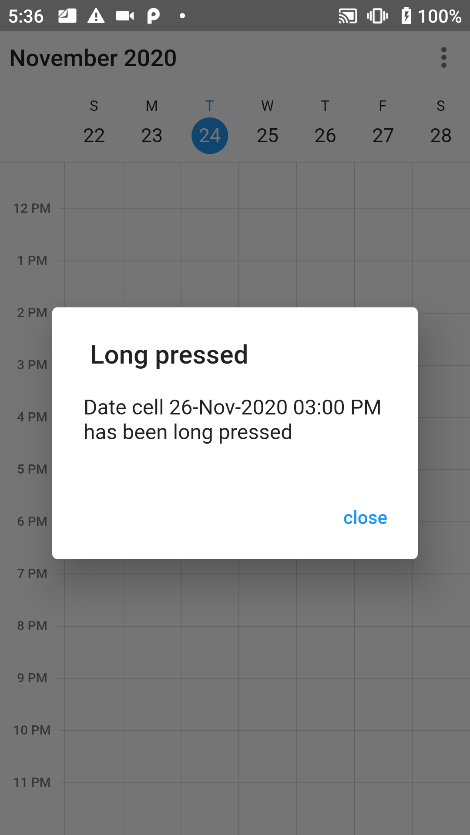 5:36 100%
November 2020
S M T W T F S
22 23 24 25 26 27 28
12 PM
1 PM
2 PM
3 PM
4 PM
5 PM
6 PM
7 PM
8 PM
9 PM
10 PM
11 PM
Long pressed
Date cell 26-Nov-2020 03:00 PM
has been long pressed
close